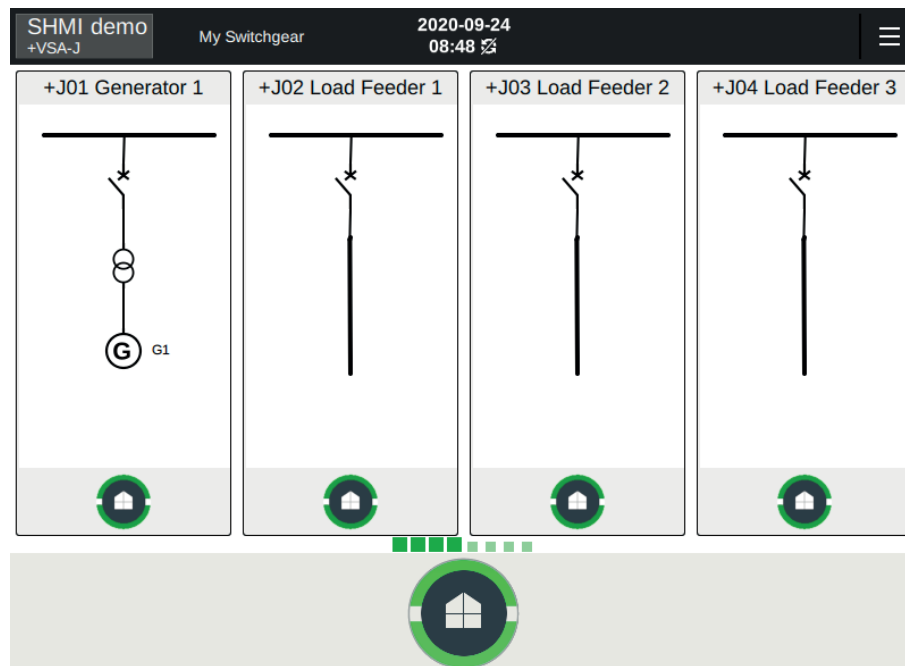 SHMI demo
+VSA-J
My Switchgear
2020-09-24
08:48
+J01 Generator 1
+J02 Load Feeder 1
+J03 Load Feeder 2
+J04 Load Feeder 3
G
G1